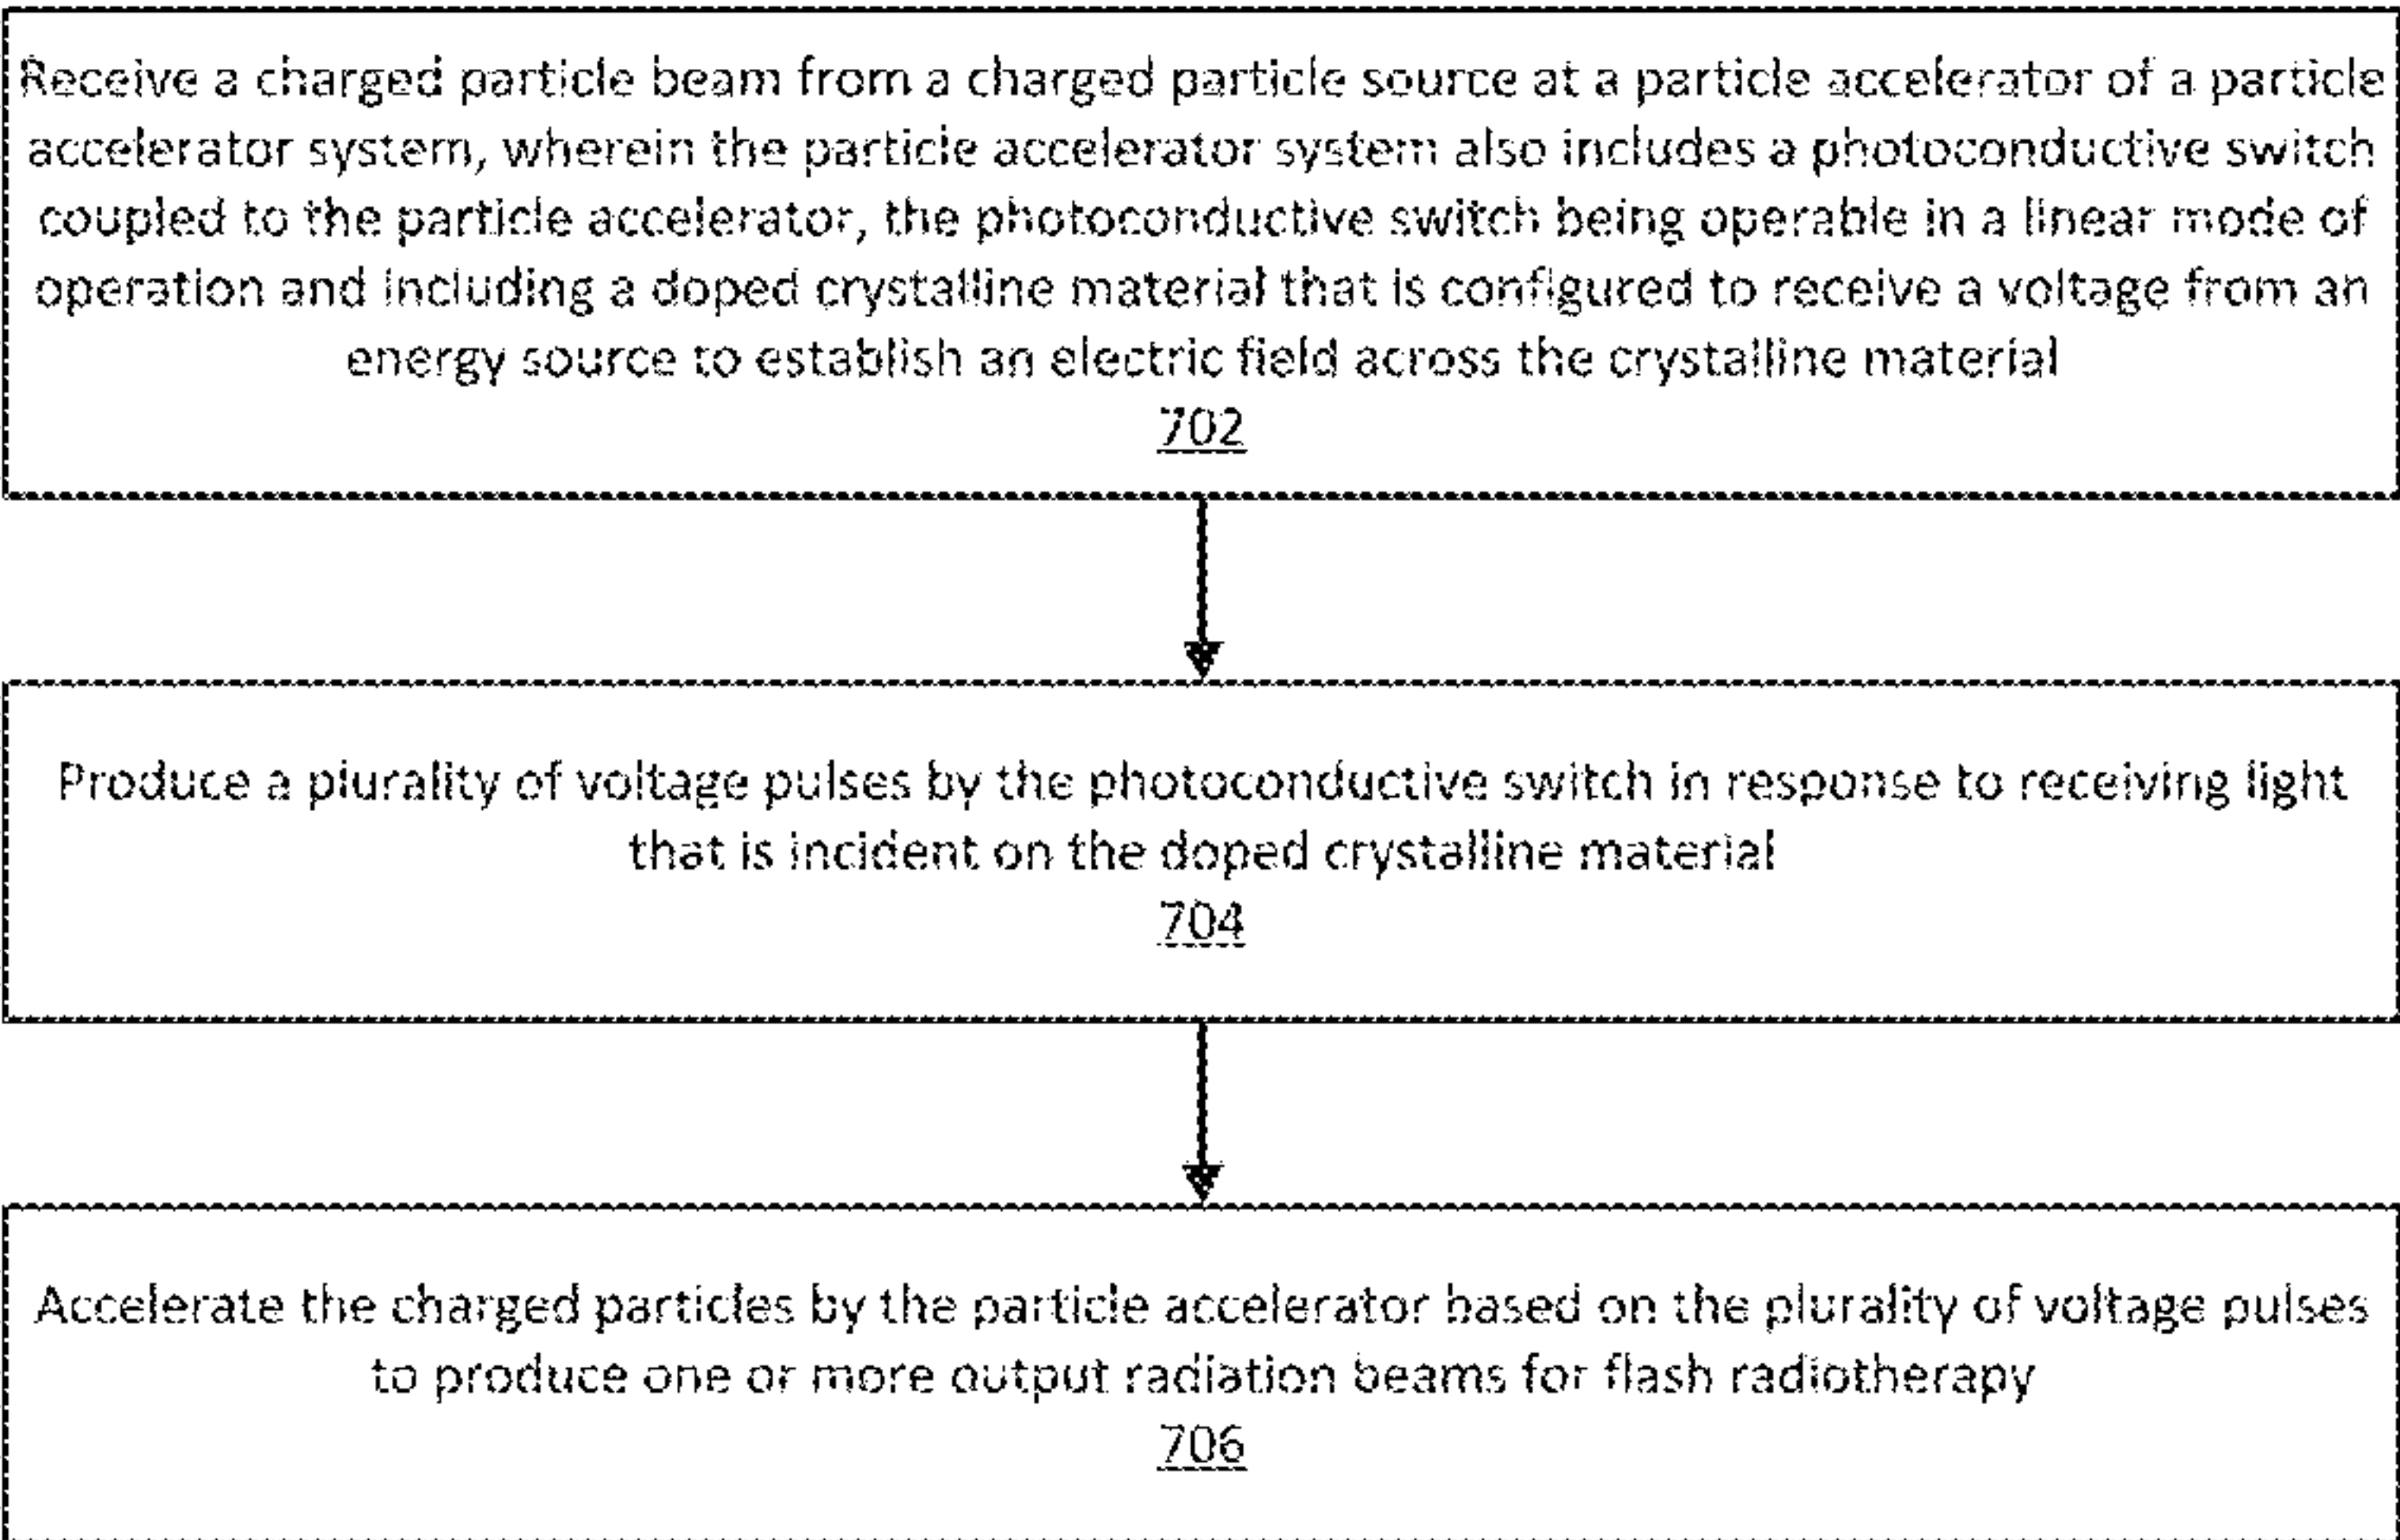 Receive a charged particle beam from a charged particle source at a particle accelerator of a particle
accelerator system, wherein the particle accelerator system also includes a photoconductive switch
coupled to the particle accelerator, the photoconductive switch being operable in a linear mode of
operation and including a doped crystalline material that is configured to receive a voltage from an
energy source to establish an electric field across the crystalline material
702
Produce a plurality of voltage pulses by the photoconductive switch in response to receiving light
that is incident on the doped crystalline material
704
Accelerate the charged particles by the particle accelerator based on the plurality of voltage pulses
to produce one or more output radiation beams for flash radiotherapy
706